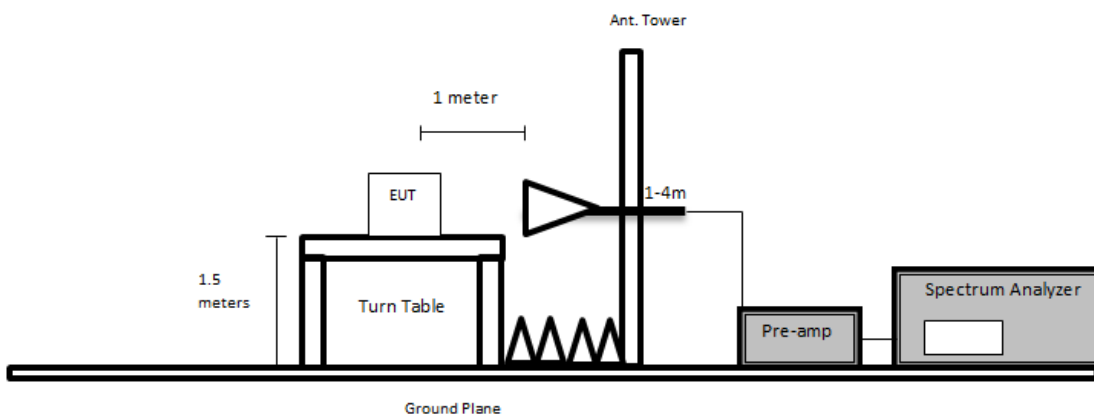 Ant. Tower
1 meter
EUT
1-4m
1.5
meters
Turn Table
Spectrum Analyzer
Pre-amp
Ground Plane